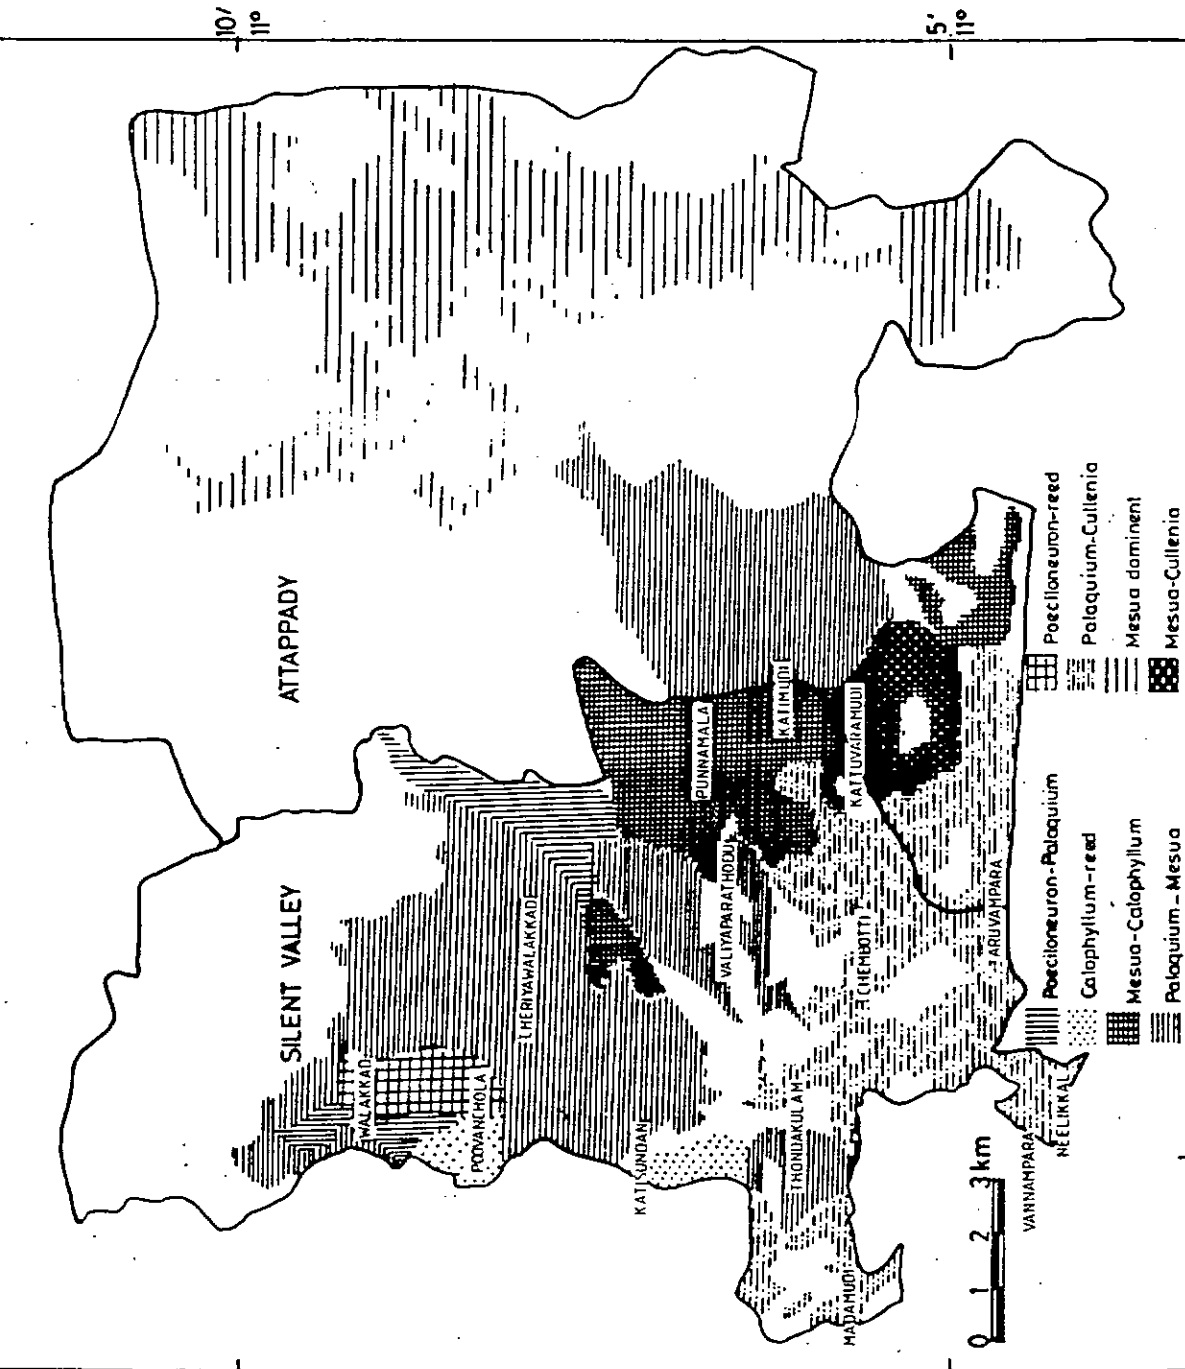 10'
11°
5'
11°
ATTAPPADY
SILENT VALLEY
PUNNAMALA
KATIMUDI
KATTUVARAMUDI
VALIYAPARATHODU
CHERIYAWALAKKAD
WALAKKAD
POOVANCHOLA
KATISUNDAN
THONDAKULAM
CHEMBOTTI
TARUVAMPARA
MADAMUDI
VANNAMPARA
NEELIKKAL
0 1 2 3 km
Poeciloneuron-Palaquium
Calophyllum-reed
Mesua-Calophyllum
Palaquium-Mesua
Poeciloneuron-reed
Palaquium-Cullenia
Mesua dominent
Mesua-Cullenia